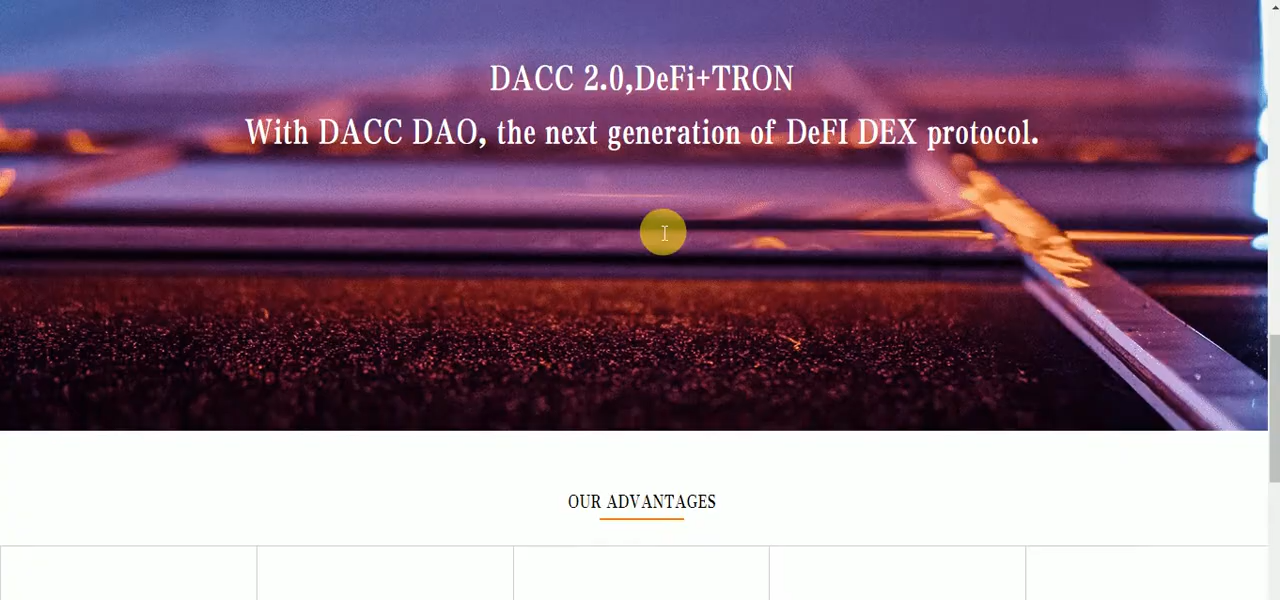 DACC 2.0,DeFi+TRON
With DACC DAO, the next generation of DeFI DEX protocol.
OUR ADVANTAGES